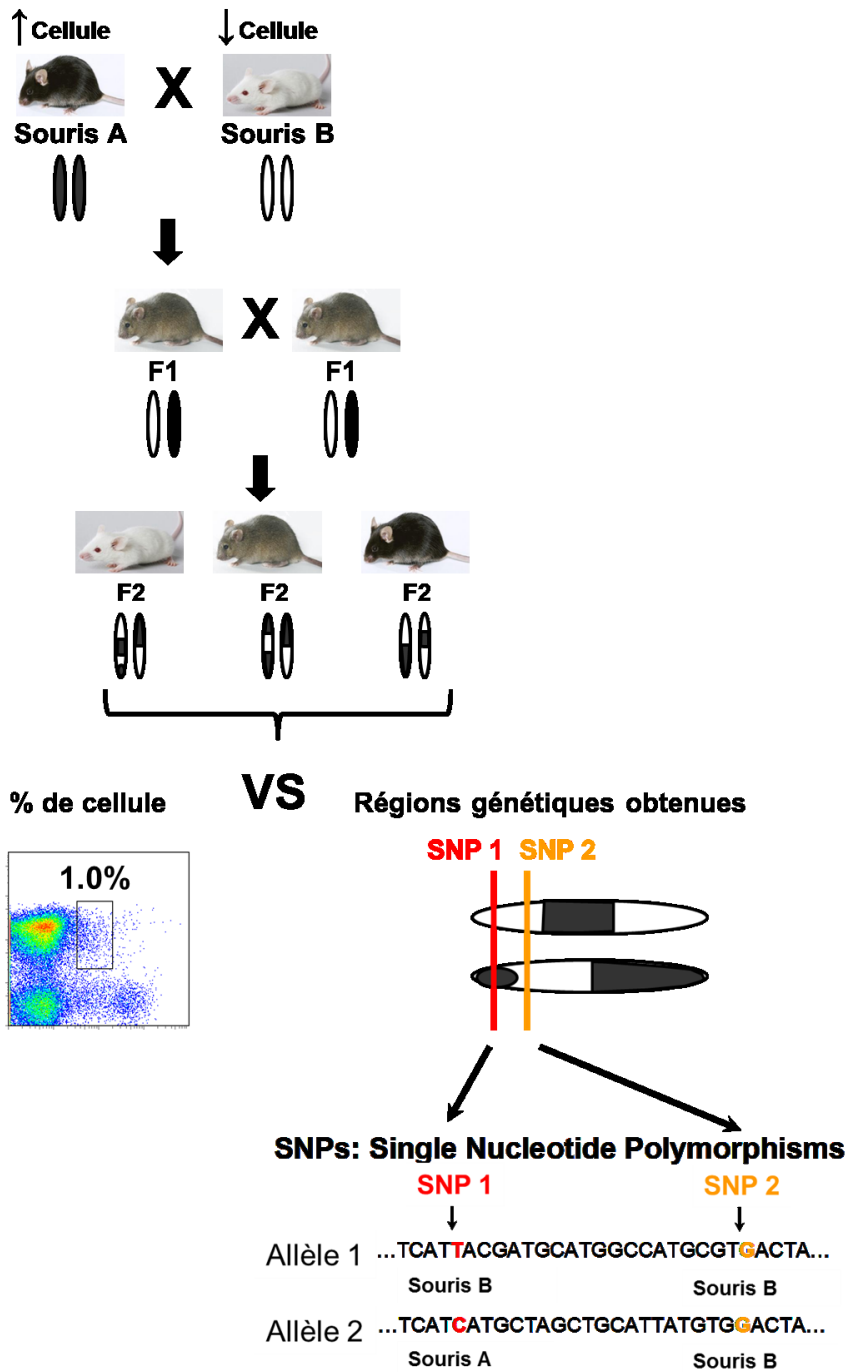 ↑ Cellule ↓ Cellule
X
Souris A Souris B
X
F1 F1
F2 F2 F2
VS
% de cellule Régions génétiques obtenues
SNP 1 SNP 2
1.0%
SNPs: Single Nucleotide Polymorphisms
SNP 1 SNP 2
Allèle 1 ...TCATTACGATGCATGGCCATGCGTGACTA...
Souris B Souris B
Allèle 2 ...TCATCATGCTAGCTGCATTATGTGGACTA...
Souris A Souris B